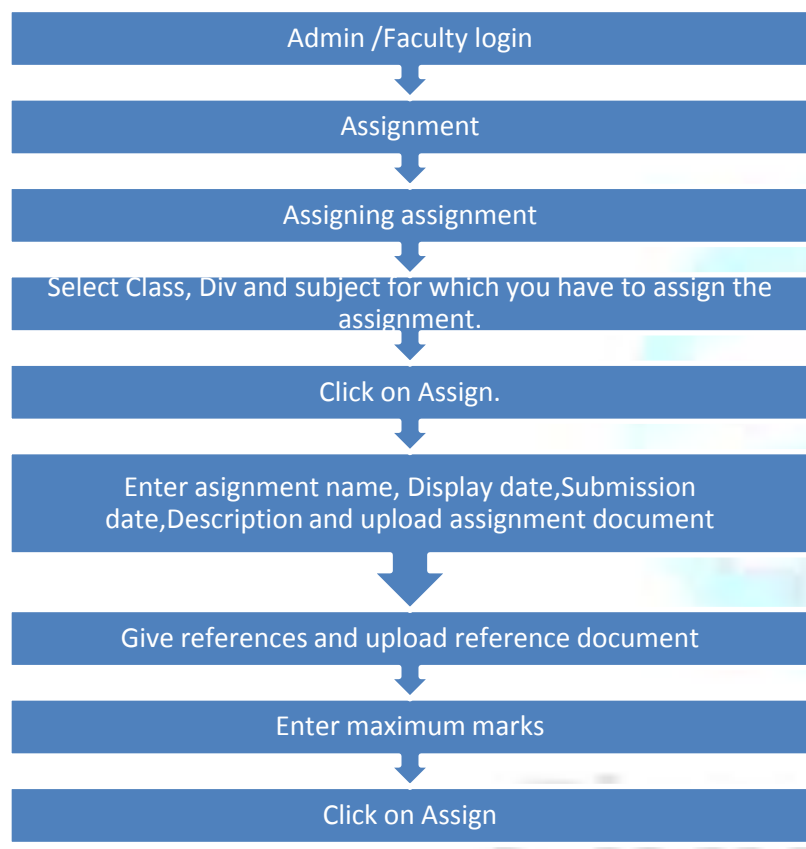 Admin /Faculty login
Assignment
Assigning assignment
Select Class, Div and subject for which you have to assign the
assignment.
Click on Assign.
Enter asignment name, Display date,Submission
date,Description and upload assignment document
Give references and upload reference document
Enter maximum marks
Click on Assign